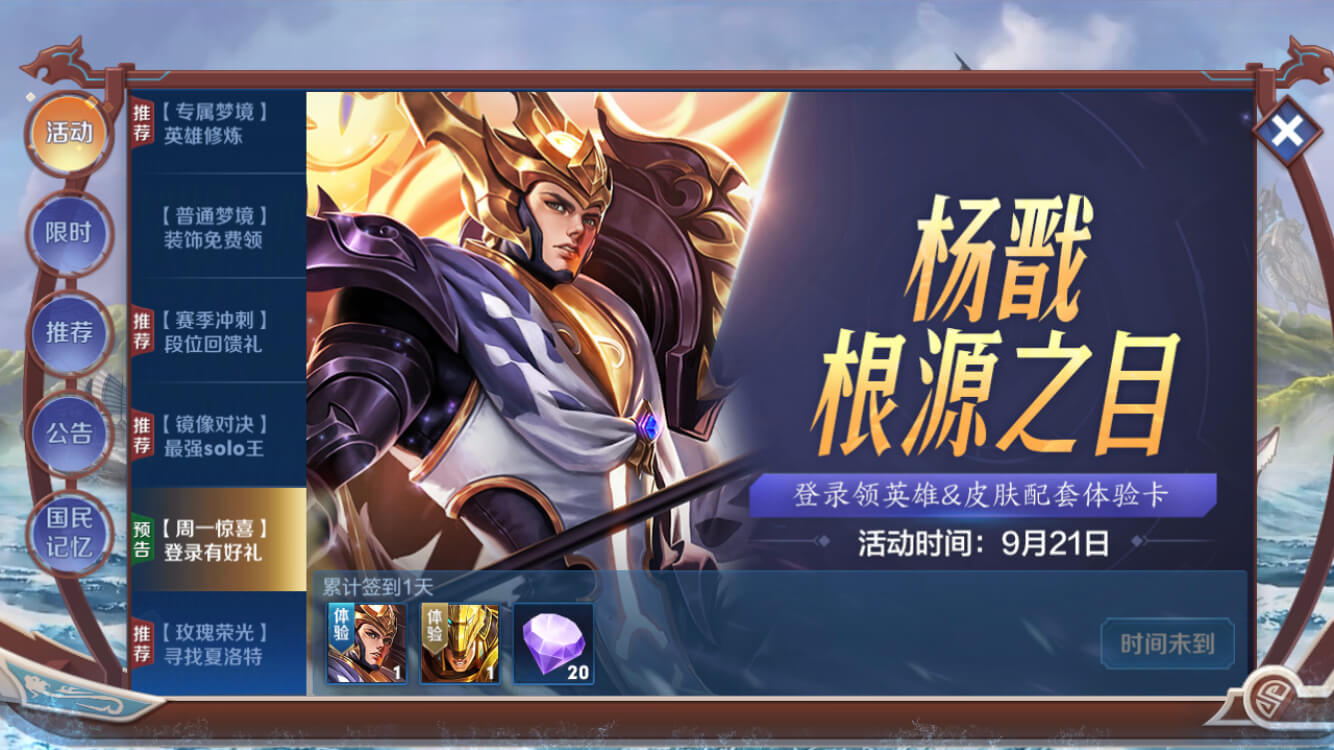 活动
限时
推荐
公告
国民
记忆
推荐
【专属梦境】
英雄修炼
【普通梦境】
装饰免费领
推荐
【赛季冲刺】
段位回馈礼
推荐
【镜像对决】
最强solo王
预告
【周一惊喜】
登录有好礼
推荐
【玫瑰荣光】
寻找夏洛特
杨戬
根源之目
登录领英雄&皮肤配套体验卡
活动时间：9月21日
累计签到1天
体验
1
体验
1
20
时间未到